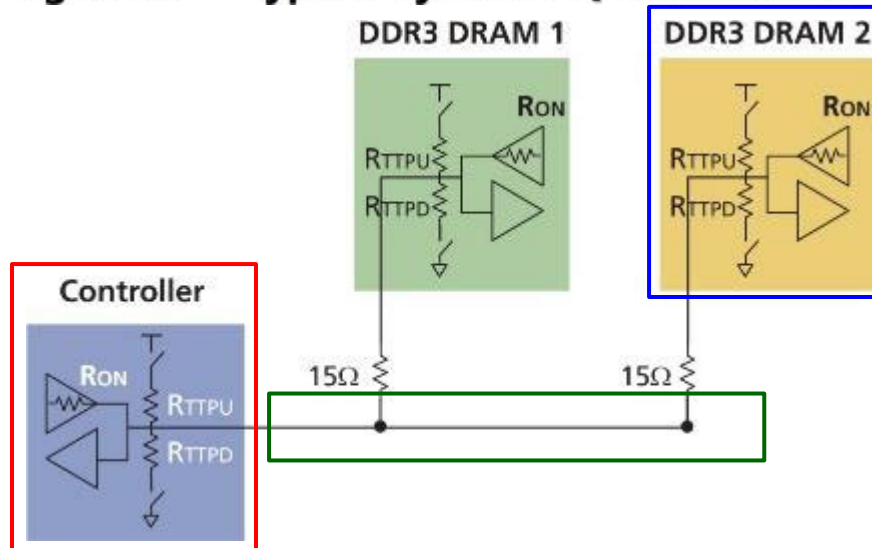 DDR3 DRAM 1
DDR3 DRAM 2
RON
RTTPU
RTTPD
RON
RTTPU
RTTPD
Controller
RON
RTTPU
RTTPD
15Ω
15Ω